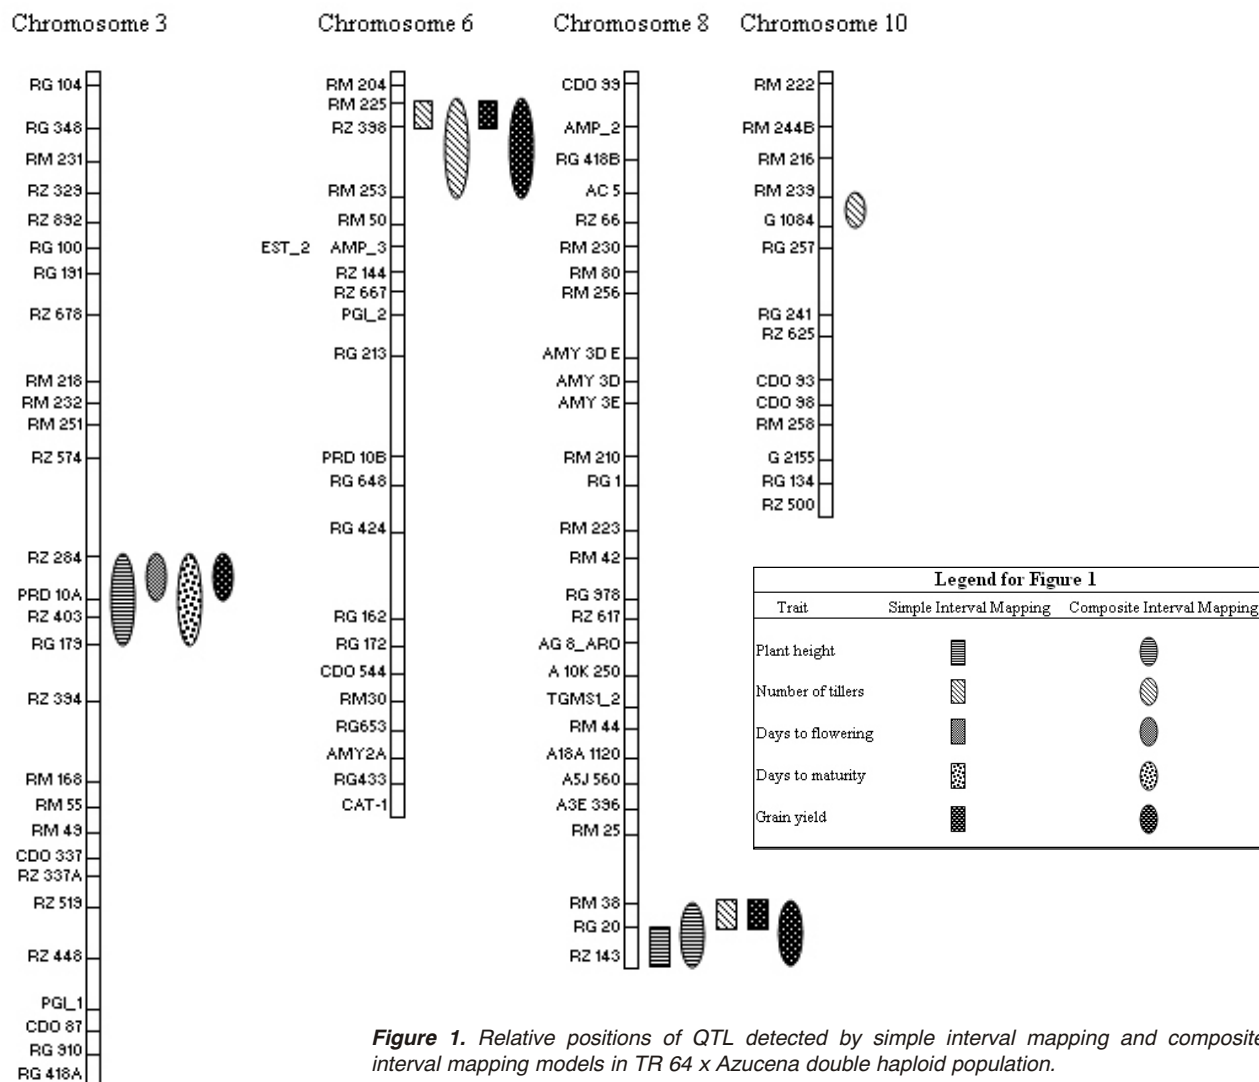 Chromosome 3
RG 104
RG 348
RM 231
RZ 329
RZ 892
RG 100
RG 191
RZ 678
RM 218
RM 232
RM 251
RZ 574
RZ 284
PRD 10A
RZ 403
RG 179
RZ 394
RM 168
RM 55
RM 49
CDO 337
RZ 337A
RZ 519
RZ 448
PGI_1
CDO 87
RG 910
RG 418A
Chromosome 6
RM 204
RM 225
RZ 398
RM 253
RM 50
EST_2 AMP_3
RZ 144
RZ 667
PGI_2
RG 213
PRD 10B
RG 648
RG 424
RG 162
RG 172
CDO 544
RM30
RG653
AMY2A
RG433
CAT-1
Chromosome 8
CDO 99
AMP_2
RG 418B
AC 5
RZ 66
RM 230
RM 80
RM 256
AMY 3D E
AMY 3D
AMY 3E
RM 210
RG 1
RM 223
RM 42
RG 978
RZ 617
AG 8_ARO
A 10K 250
TGMS1_2
RM 44
A18A 1120
A5J 560
A3E 396
RM 25
RM 38
RG 20
RZ 143
Chromosome 10
RM 222
RM 244B
RM 216
RM 239
G 1084
RG 257
RG 241
RZ 625
CDO 93
CDO 98
RM 258
G 2155
RG 134
RZ 500
Legend for Figure 1
Trait Simple Interval Mapping Composite Interval Mapping
Plant height
Number of tillers
Days to flowering
Days to maturity
Grain yield
Figure 1. Relative positions of QTL detected by simple interval mapping and composite
interval mapping models in TR 64 x Azucena double haploid population.